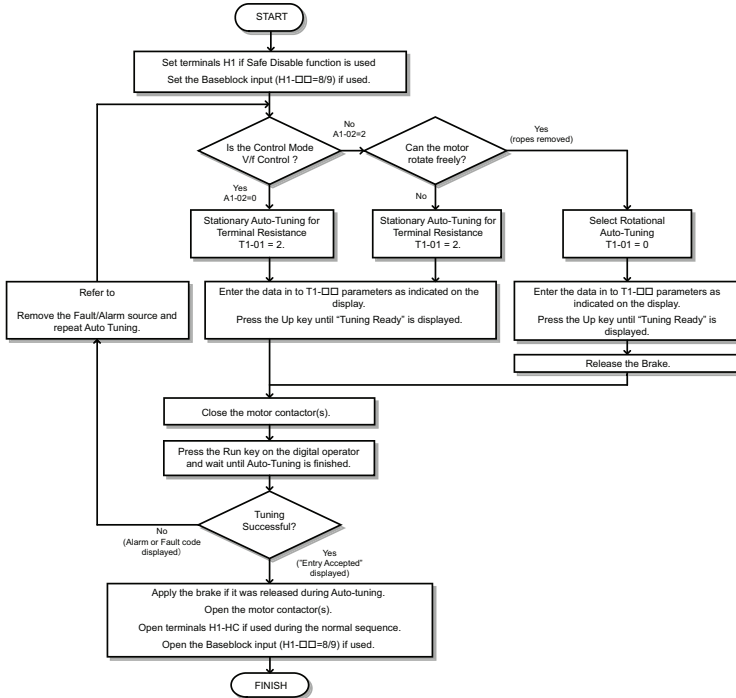 START
Set terminals H1 if Safe Disable function is used
Set the Baseblock input (H1-□□=8/9) if used.
Is the Control Mode
V/f Control ?
No
A1-02=2
Can the motor
rotate freely?
Yes
(ropes removed)
Yes
A1-02=0
No
Stationary Auto-Tuning for
Terminal Resistance
T1-01 = 2.
Stationary Auto-Tuning for
Terminal Resistance
T1-01 = 2.
Select Rotational
Auto-Tuning
T1-01 = 0
Refer to
Remove the Fault/Alarm source and
repeat Auto Tuning.
Enter the data in to T1-□□ parameters as indicated on the
display.
Press the Up key until “Tuning Ready” is displayed.
Enter the data in to T1-□□ parameters as
indicated on the display.
Press the Up key until “Tuning Ready” is
displayed.
Release the Brake.
Close the motor contactor(s).
Press the Run key on the digital operator
and wait until Auto-Tuning is finished.
Tuning
Successful?
No
(Alarm or Fault code
displayed)
Yes
("Entry Accepted"
displayed)
Apply the brake if it was released during Auto-tuning.
Open the motor contactor(s).
Open terminals H1-HC if used during the normal sequence.
Open the Baseblock input (H1-□□=8/9) if used.
FINISH